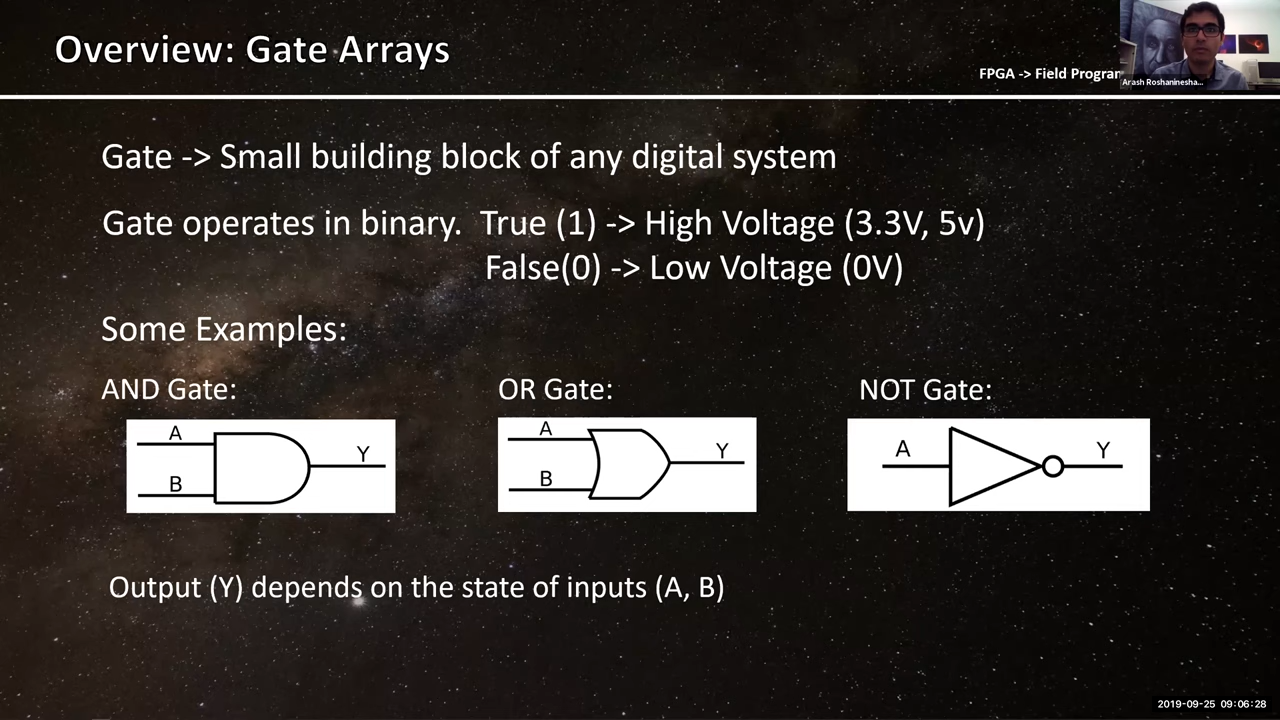 Overview: Gate Arrays
FPGA -> Field Program
Arash Roshaninesha...
Gate -> Small building block of any digital system
Gate operates in binary. True (1) -> High Voltage (3.3V, 5v)
False(0) -> Low Voltage (0V)
Some Examples:
AND Gate:
OR Gate:
NOT Gate:
A
B
Y
A
B
Y
A
Y
Output (Y) depends on the state of inputs (A, B)
2019-09-25 09:06:28